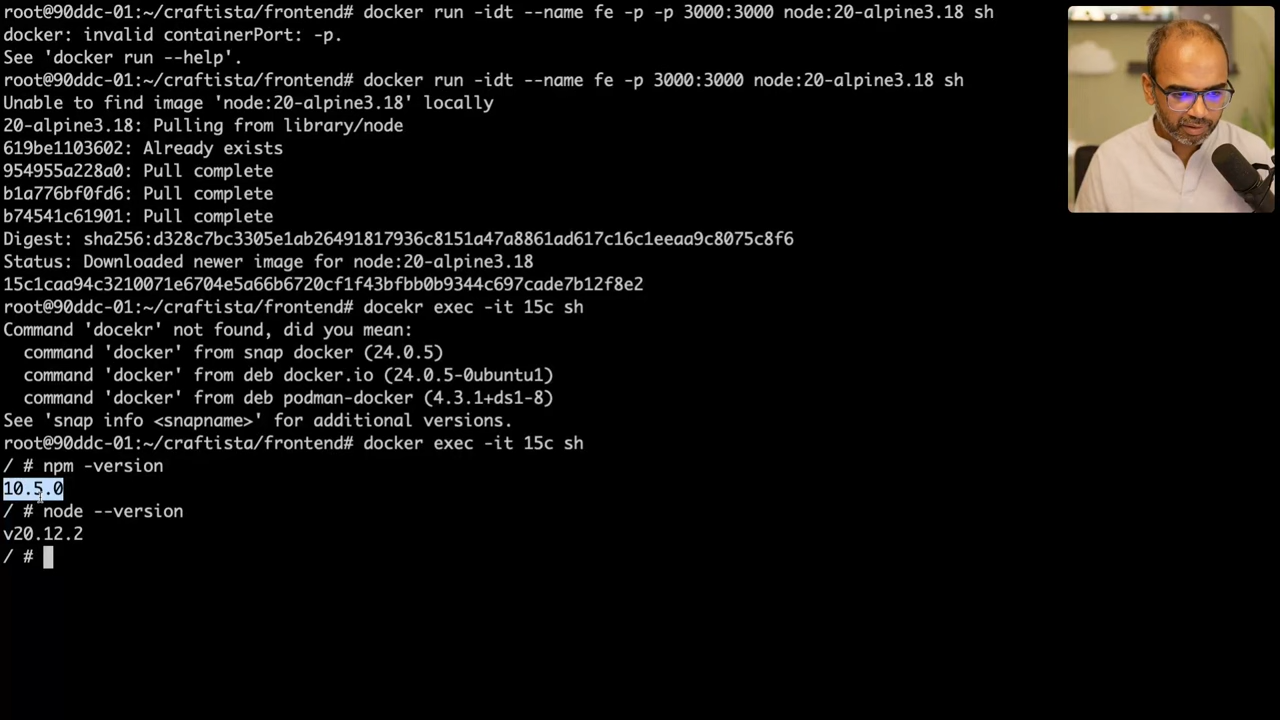 root@90ddc-01:~/craftista/frontend# docker run -idt --name fe -p -p 3000:3000 node:20-alpine3.18 sh
docker: invalid containerPort: -p.
See 'docker run --help'.
root@90ddc-01:~/craftista/frontend# docker run -idt --name fe -p 3000:3000 node:20-alpine3.18 sh
Unable to find image 'node:20-alpine3.18' locally
20-alpine3.18: Pulling from library/node
619be1103602: Already exists
954955a228a0: Pull complete
b1a776bf0fd6: Pull complete
b74541c61901: Pull complete
Digest: sha256:d328c7bc3305e1ab26491817936c8151a47a8861ad617c16c1eeaa9c8075c8f6
Status: Downloaded newer image for node:20-alpine3.18
15c1caa94c3210071e6704e5a66b6720cf1f43bfbb0b9344c697cade7b12f8e2
root@90ddc-01:~/craftista/frontend# docekr exec -it 15c sh
Command 'docekr' not found, did you mean:
  command 'docker' from snap docker (24.0.5)
  command 'docker' from deb docker.io (24.0.5-0ubuntu1)
  command 'docker' from deb podman-docker (4.3.1+ds1-8)
See 'snap info <snapname>' for additional versions.
root@90ddc-01:~/craftista/frontend# docker exec -it 15c sh
/ # npm -version
10.5.0
/ # node --version
v20.12.2
/ #